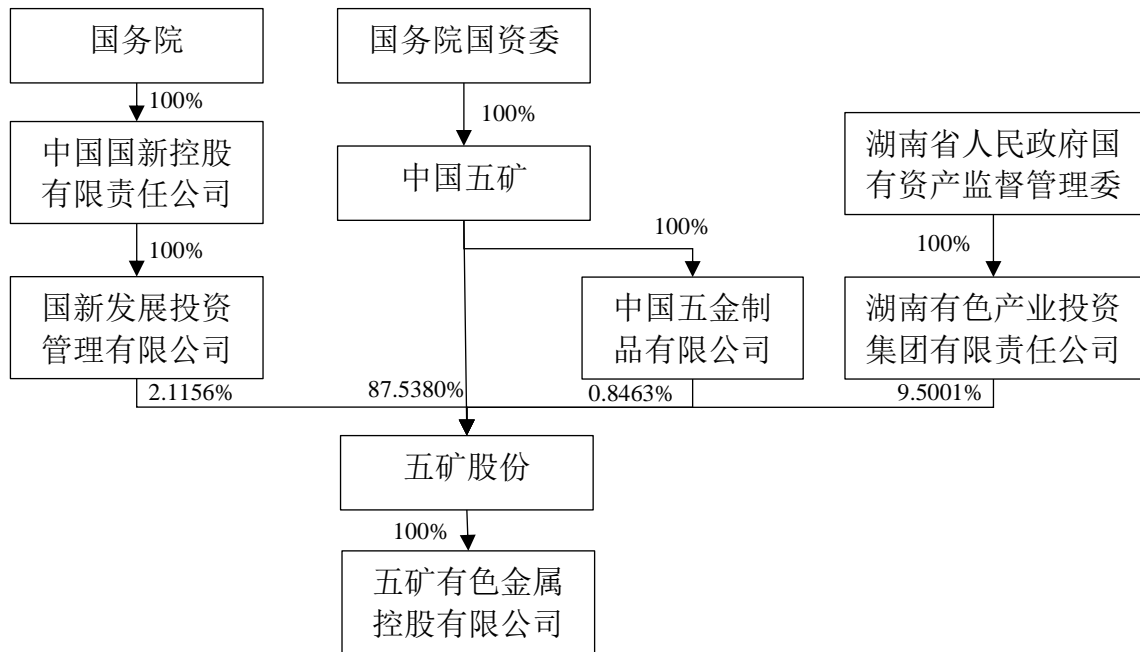 国务院
国务院国资委
100%
100%
中国国新控股
有限责任公司
中国五矿
湖南省人民政府国
有资产监督管理委
100%
100%
100%
国新发展投资
管理有限公司
中国五金制
品有限公司
湖南有色产业投资
集团有限责任公司
2.1156%
87.5380%
0.8463%
9.5001%
五矿股份
100%
五矿有色金属
控股有限公司